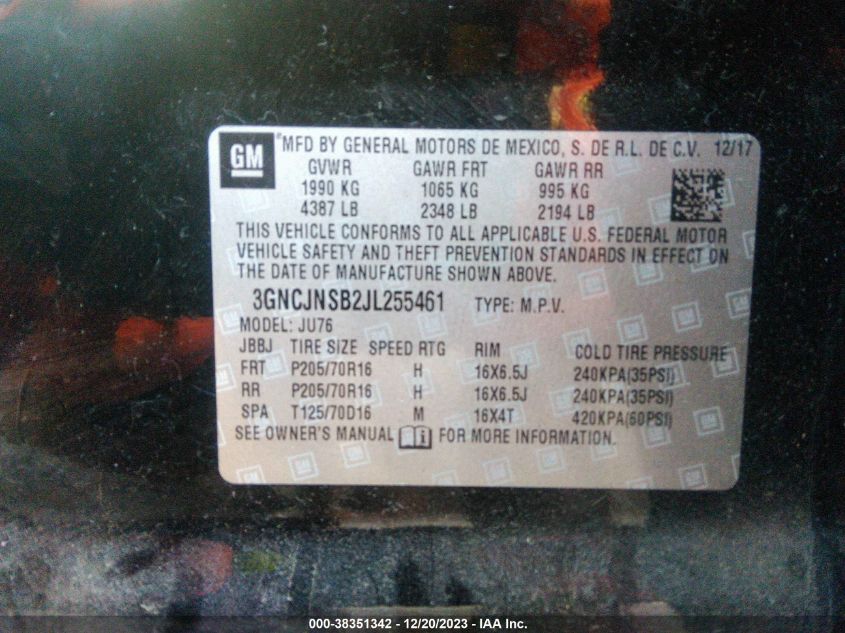 GM *MFD BY GENERAL MOTORS DE MEXICO, S. DE R.L. DE C.V. 12/17
GVWR GAWR FRT GAWR RR
1990 KG 1065 KG 995 KG
4387 LB 2348 LB 2194 LB
THIS VEHICLE CONFORMS TO ALL APPLICABLE U.S. FEDERAL MOTOR
VEHICLE SAFETY AND THEFT PREVENTION STANDARDS IN EFFECT ON
THE DATE OF MANUFACTURE SHOWN ABOVE.
3GNCJNSB2JL255461 TYPE: M.P.V.
MODEL: JU76
JBBJ TIRE SIZE SPEED RTG RIM COLD TIRE PRESSURE
FRT P205/70R16 H 16X6.5J 240KPA(35PSI)
RR P205/70R16 H 16X6.5J 240KPA(35PSI)
SPA T125/70D16 M 16X4T 420KPA(60PSI)
SEE OWNER'S MANUAL FOR MORE INFORMATION.
000-38351342 - 12/20/2023 - IAA Inc.